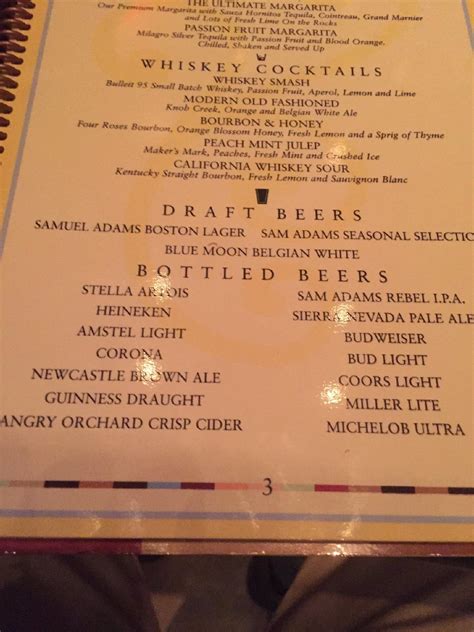 THE ULTIMATE MARGARITA
Our Premium Margarita with Sauza Hornitos Tequila, Cointreau, Grand Marnier
and Lots of Fresh Lime On the Rocks
PASSION FRUIT MARGARITA
Milagro Silver Tequila with Passion Fruit and Blood Orange.
Chilled, Shaken and Served Up
WHISKEY COCKTAILS
WHISKEY SMASH
Bulleit 95 Small Batch Whiskey, Passion Fruit, Aperol, Lemon and Lime
MODERN OLD FASHIONED
Knob Creek, Orange and Belgian White Ale
BOURBON & HONEY
Four Roses Bourbon, Orange Blossom Honey, Fresh Lemon and a Sprig of Thyme
PEACH MINT JULEP
Maker's Mark, Peaches, Fresh Mint and Crushed Ice
CALIFORNIA WHISKEY SOUR
Kentucky Straight Bourbon, Fresh Lemon and Sauvignon Blanc
DRAFT BEERS
SAMUEL ADAMS BOSTON LAGER SAM ADAMS SEASONAL SELECTIO
BLUE MOON BELGIAN WHITE
BOTTLED BEERS
STELLA ARTOIS
HEINEKEN
AMSTEL LIGHT
CORONA
NEWCASTLE BROWN ALE
GUINNESS DRAUGHT
ANGRY ORCHARD CRISP CIDER
SAM ADAMS REBEL I.P.A.
SIERRA NEVADA PALE ALE
BUDWEISER
BUD LIGHT
COORS LIGHT
MILLER LITE
MICHELOB ULTRA
3